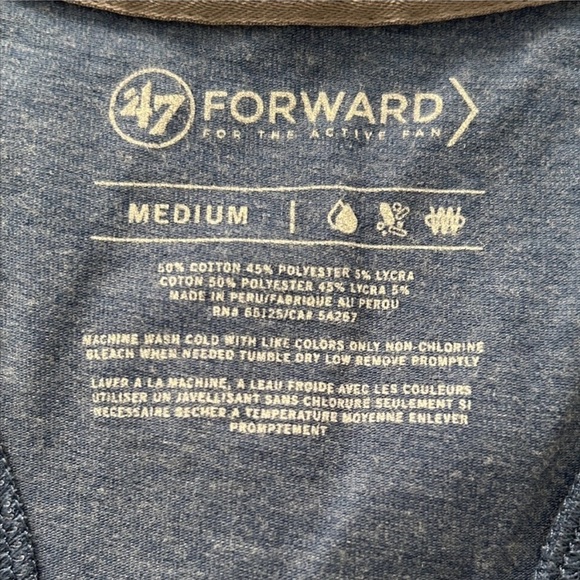 47 FORWARD
FOR THE ACTIVE FAN
MEDIUM
50% COTTON 45% POLYESTER 5% LYCRA
COTON 50% POLYESTER 45% LYCRA 5%
MADE IN PERU/FABRIQUE AU PEROU
RN# 65125/CA# 5A267
MACHINE WASH COLD WITH LIKE COLORS ONLY NON-CHLORINE
BLEACH WHEN NEEDED TUMBLE DRY LOW REMOVE PROMPTLY
LAVER A LA MACHINE, A LEAU FROIDE AVEC LES COULEURS
UTILISER UN JAVELLISANT SANS CHLORURE SEULEMENT SI
NECESSAIRE SECHER A TEMPERATURE MOYENNE ENLEVER
PROMPTEMENT